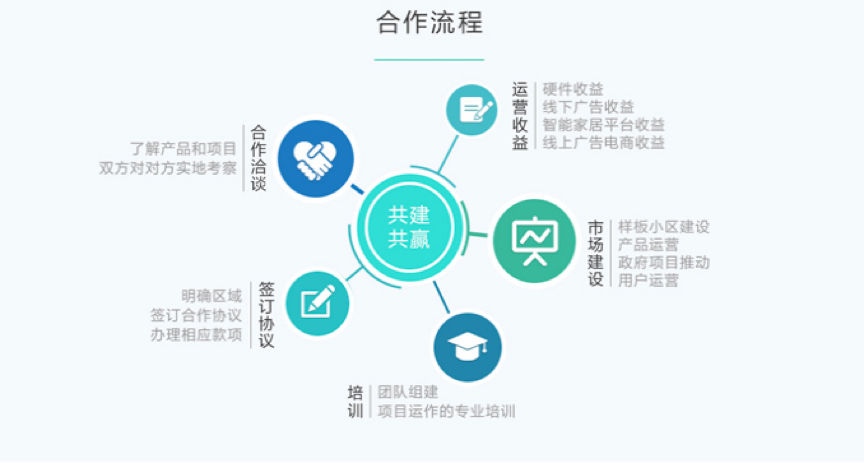 合作流程
共建
共赢
合作洽谈
了解产品和项目
双方对对方实地考察
签订协议
明确区域
签订合作协议
办理相应款项
培训
团队组建
项目运作的专业培训
市场建设
样板小区建设
产品运营
政府项目推动
用户运营
运营收益
硬件收益
线下广告收益
智能家居平台收益
线上广告电商收益